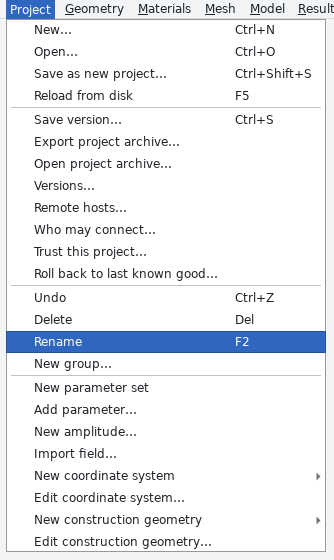 Project Geometry Materials Mesh Model Result
New... Ctrl+N
Open... Ctrl+O
Save as new project... Ctrl+Shift+S
Reload from disk F5
Save version... Ctrl+S
Export project archive...
Open project archive...
Versions...
Remote hosts...
Who may connect...
Trust this project...
Roll back to last known good...
Undo Ctrl+Z
Delete Del
Rename F2
New group...
New parameter set
Add parameter...
New amplitude...
Import field...
New coordinate system
Edit coordinate system...
New construction geometry
Edit construction geometry...